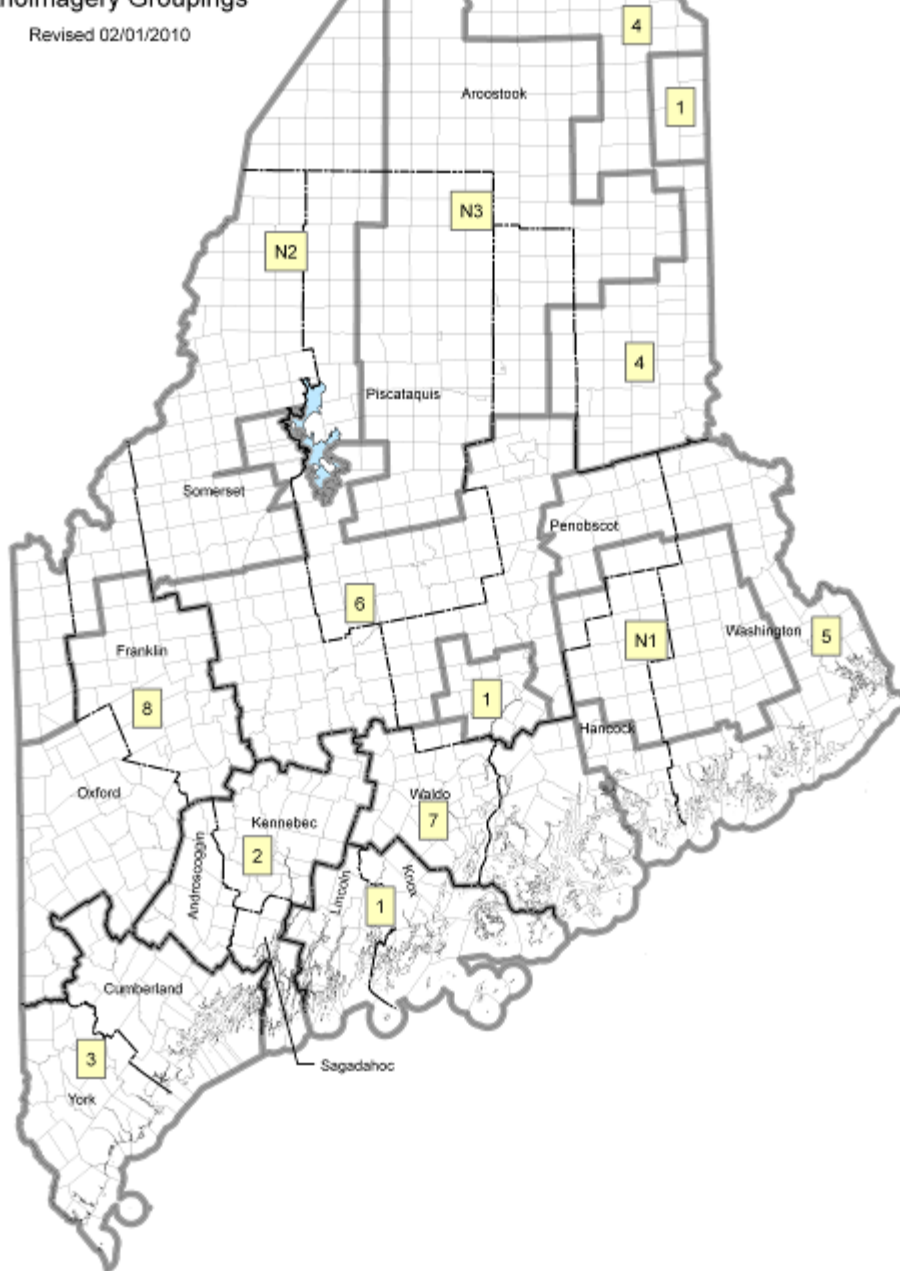 Groupings
Revised 02/01/2010
4
Aroostook
1
N3
N2
4
Piscataquis
Somerset
Penobscot
6
Washington
5
N1
Franklin
1
8
Hancock
Oxford
Waldo
7
Kennebec
2
Androscoggin
Lincoln
Knox
1
Cumberland
3
Sagadahoc
York